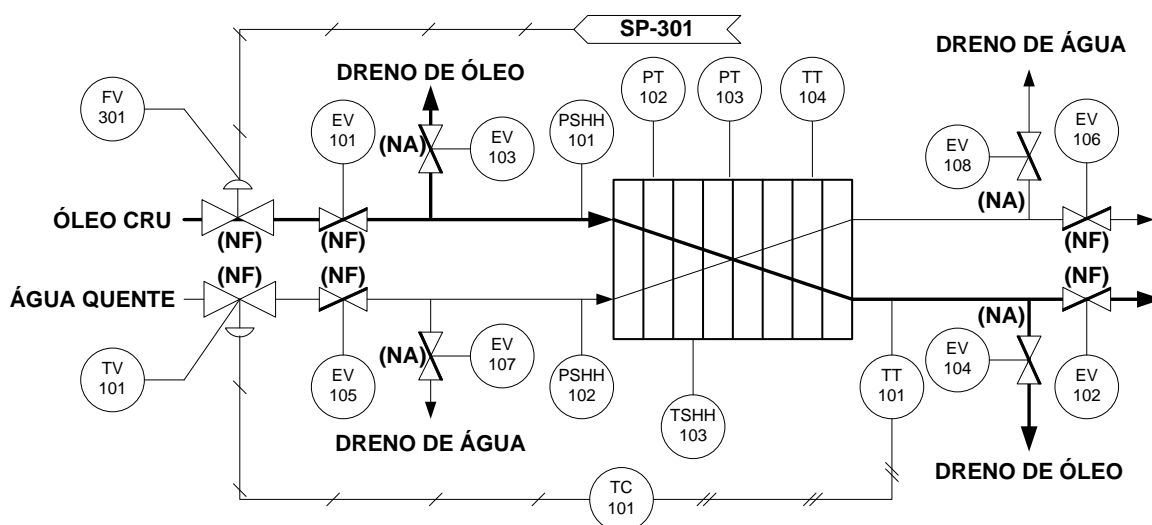 SP-301
DRENO DE ÁGUA
DRENO DE ÓLEO
FV
301
EV
101
(NA)
EV
103
PSHH
101
PT
102
PT
103
TT
104
EV
108
(NA)
EV
106
ÓLEO CRU
(NF)
(NF)
(NF)
(NF)
(NF)
(NF)
ÁGUA QUENTE
TV
101
EV
105
(NA)
EV
107
PSHH
102
TSHH
103
TT
101
(NA)
EV
104
EV
102
DRENO DE ÁGUA
DRENO DE ÓLEO
TC
101